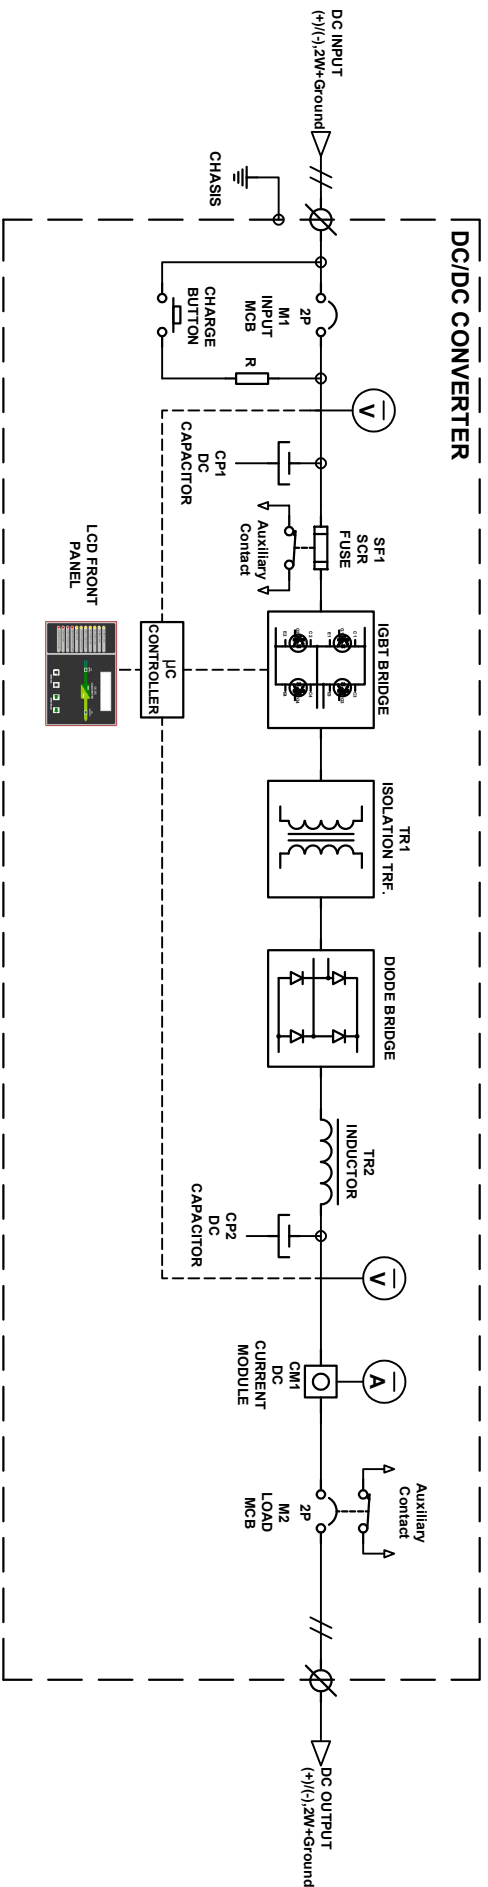 DC/DC CONVERTER
DC INPUT
(+)/(-),2W+Ground
CHASIS
2P
M1
INPUT
MCB
CHARGE
BUTTON
R
V
CP1
DC
CAPACITOR
SF1
SCR
FUSE
Auxiliary
Contact
IGBT BRIDGE
µC
CONTROLLER
LCD FRONT
PANEL
TR1
ISOLATION TRF.
DIODE BRIDGE
TR2
INDUCTOR
CP2
DC
CAPACITOR
V
A
CM1
DC
CURRENT
MODULE
Auxiliary
Contact
2P
M2
LOAD
MCB
DC OUTPUT
(+)/(-),2W+Ground